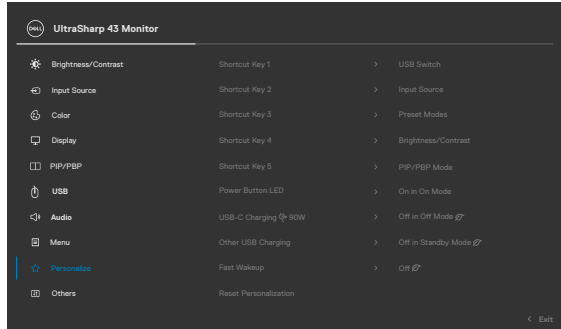 DELL UltraSharp 43 Monitor
Brightness/Contrast Shortcut Key 1 > USB Switch
Input Source Shortcut Key 2 > Input Source
Color Shortcut Key 3 > Preset Modes
Display Shortcut Key 4 > Brightness/Contrast
PIP/PBP Shortcut Key 5 > PIP/PBP Mode
USB Power Button LED > On in On Mode
Audio USB-C Charging 90W > Off in Off Mode
Menu Other USB Charging > Off in Standby Mode
Personalize Fast Wakeup > Off
Others Reset Personalization
< Exit